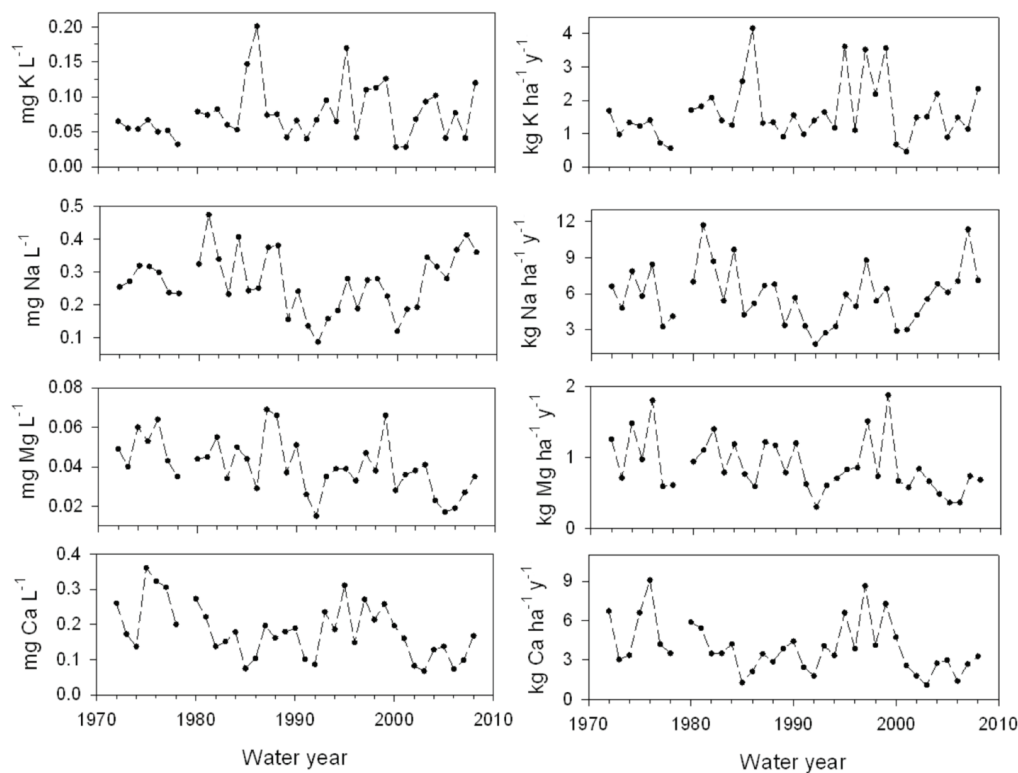 mg K L⁻¹
0.20
0.15
0.10
0.05
0.00
kg K ha⁻¹ y⁻¹
4
3
2
1
0
mg Na L⁻¹
0.5
0.4
0.3
0.2
0.1
kg Na ha⁻¹ y⁻¹
12
9
6
3
mg Mg L⁻¹
0.08
0.06
0.04
0.02
kg Mg ha⁻¹ y⁻¹
2
1
0
mg Ca L⁻¹
0.4
0.3
0.2
0.1
0.0
1970 1980 1990 2000 2010
Water year
kg Ca ha⁻¹ y⁻¹
9
6
3
0
1970 1980 1990 2000 2010
Water year